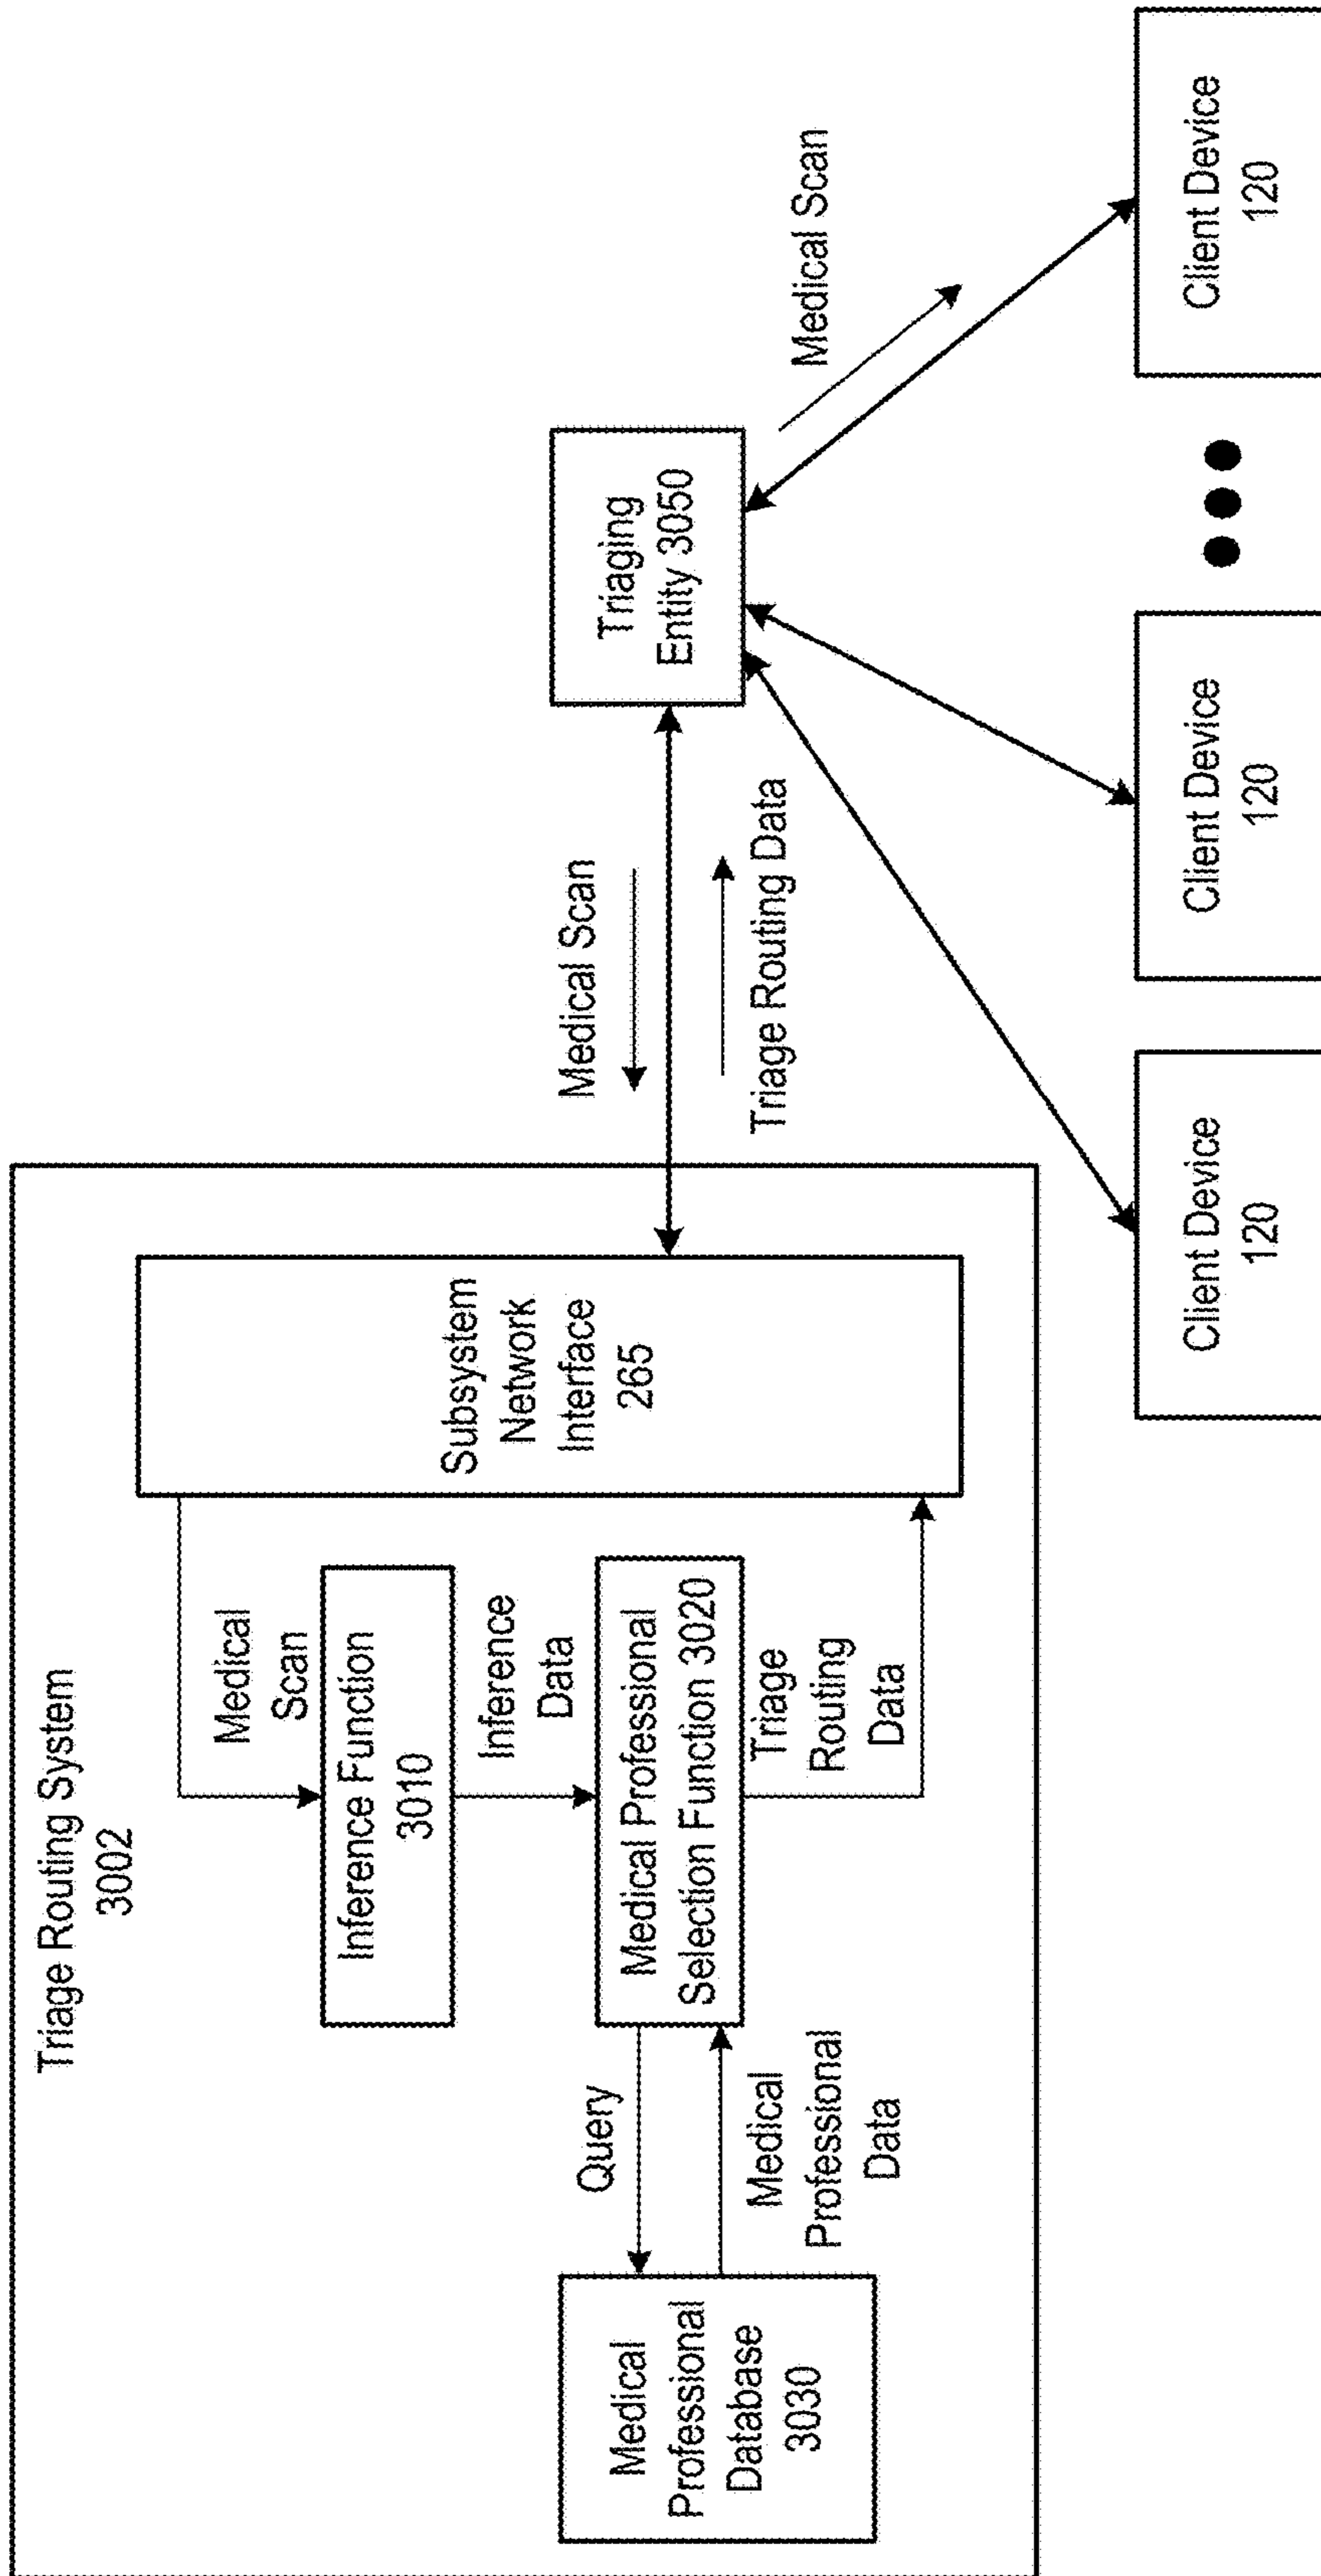 Triage Routing System
3002
Medical
Scan
Inference Function
3010
Inference
Data
Medical Professional
Selection Function 3020
Query
Medical
Professional
Data
Medical
Professional
Database
3030
Triage
Routing
Data
Subsystem
Network
Interface
265
Medical Scan
Triage Routing Data
Triaging
Entity 3050
Medical Scan
Client Device
120
Client Device
120
Client Device
120